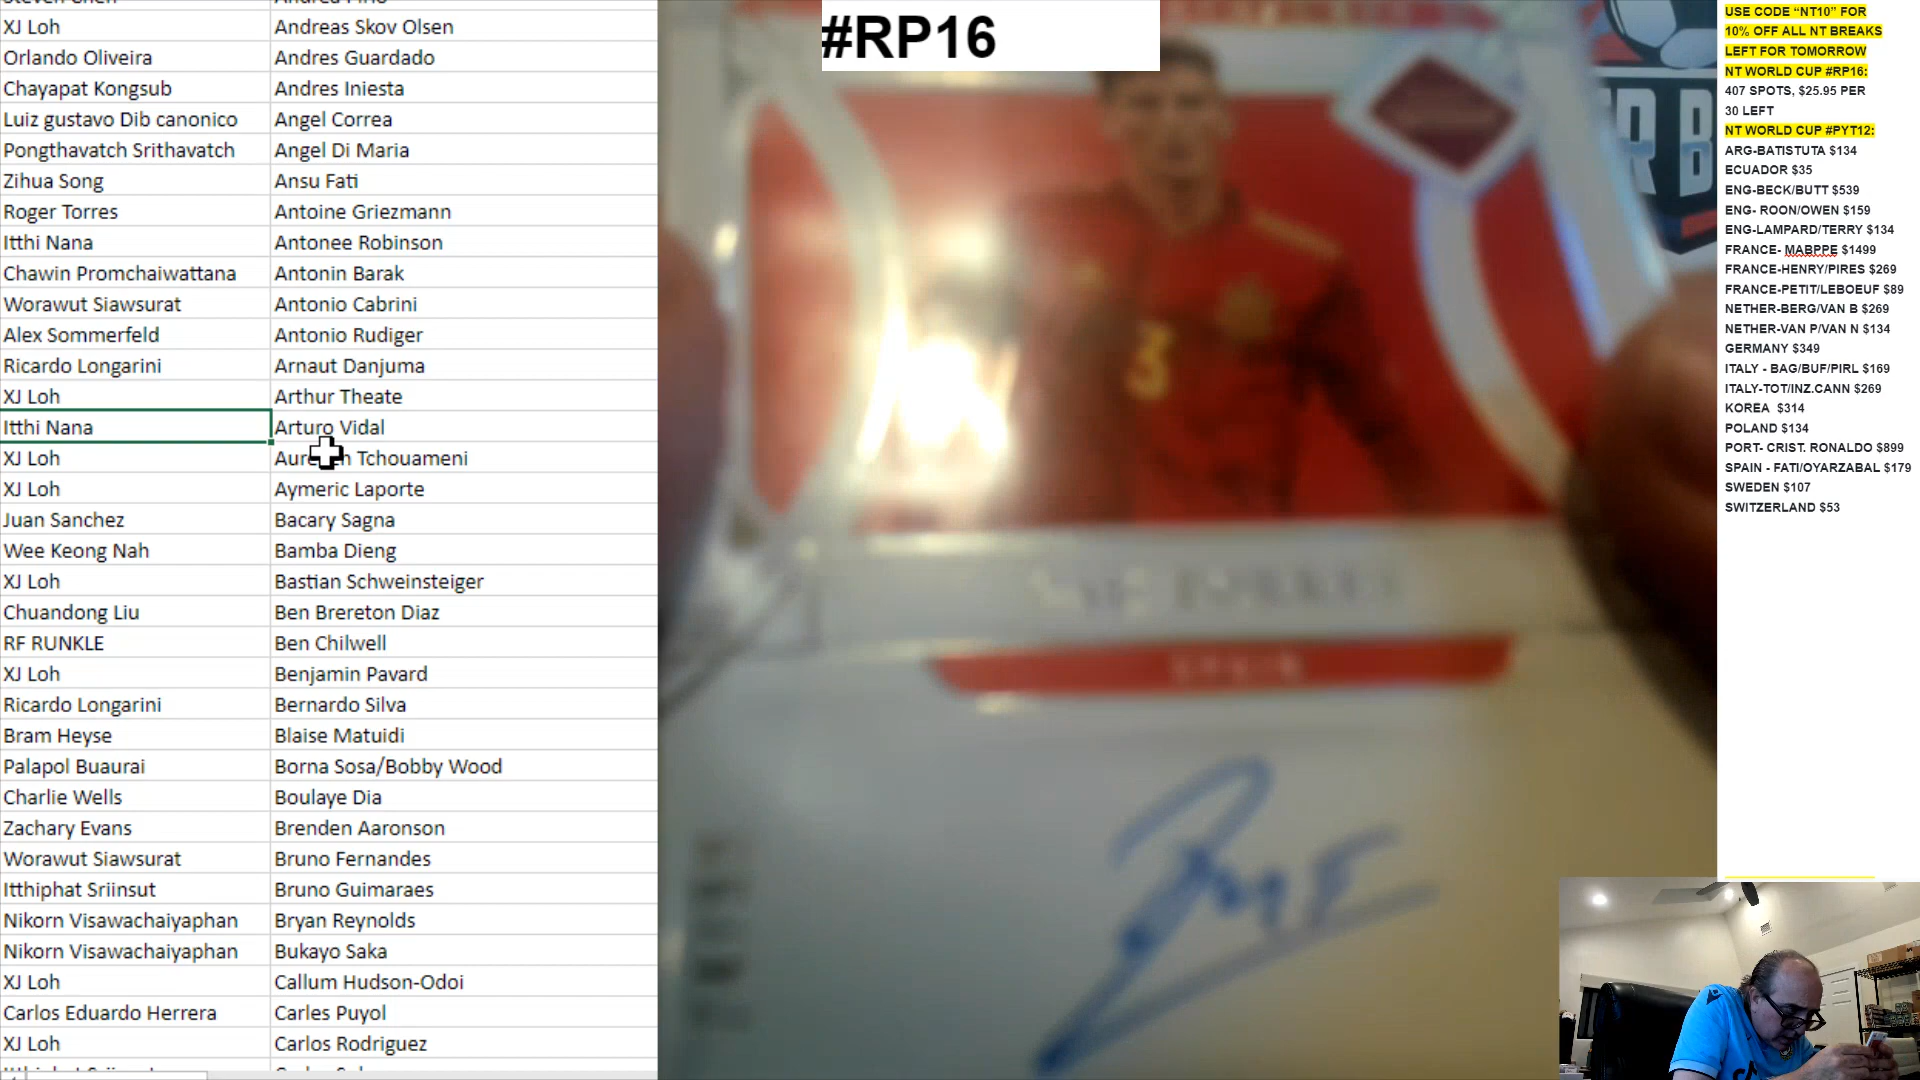 XJ Loh Andreas Skov Olsen
Orlando Oliveira Andres Guardado
Chayapat Kongsub Andres Iniesta
Luiz gustavo Dib canonico Angel Correa
Pongthavatch Srithavatch Angel Di Maria
Zihua Song Ansu Fati
Roger Torres Antoine Griezmann
Itthi Nana Antonee Robinson
Chawin Promchaiwattana Antonin Barak
Worawut Siawsurat Antonio Cabrini
Alex Sommerfeld Antonio Rudiger
Ricardo Longarini Arnaut Danjuma
XJ Loh Arthur Theate
Itthi Nana Arturo Vidal
XJ Loh Tchouameni
XJ Loh Aymeric Laporte
Juan Sanchez Bacary Sagna
Wee Keong Nah Bamba Dieng
XJ Loh Bastian Schweinsteiger
Chuandong Liu Ben Brereton Diaz
RF RUNKLE Ben Chilwell
XJ Loh Benjamin Pavard
Ricardo Longarini Bernardo Silva
Bram Heyse Blaise Matuidi
Palapol Buaurai Borna Sosa/Bobby Wood
Charlie Wells Boulaye Dia
Zachary Evans Brenden Aaronson
Worawut Siawsurat Bruno Fernandes
Itthiphat Sriinsut Bruno Guimaraes
Nikorn Visawachaiyaphan Bryan Reynolds
Nikorn Visawachaiyaphan Bukayo Saka
XJ Loh Callum Hudson-Odoi
Carlos Eduardo Herrera Carles Puyol
XJ Loh Carlos Rodriguez
#RP16
3
SPAIN
USE CODE “NT10” FOR
10% OFF ALL NT BREAKS
LEFT FOR TOMORROW
NT WORLD CUP #RP16:
407 SPOTS, $25.95 PER
30 LEFT
NT WORLD CUP #PYT12:
ARG-BATISTUTA $134
ECUADOR $35
ENG-BECK/BUTT $539
ENG- ROON/OWEN $159
ENG-LAMPARD/TERRY $134
FRANCE- MABPPE $1499
FRANCE-HENRY/PIRES $269
FRANCE-PETIT/LEBOEUF $89
NETHER-BERG/VAN B $269
NETHER-VAN P/VAN N $134
GERMANY $349
ITALY - BAG/BUF/PIRL $169
ITALY-TOT/INZ.CANN $269
KOREA  $314
POLAND $134
PORT- CRIST. RONALDO $899
SPAIN - FATI/OYARZABAL $179
SWEDEN $107
SWITZERLAND $53